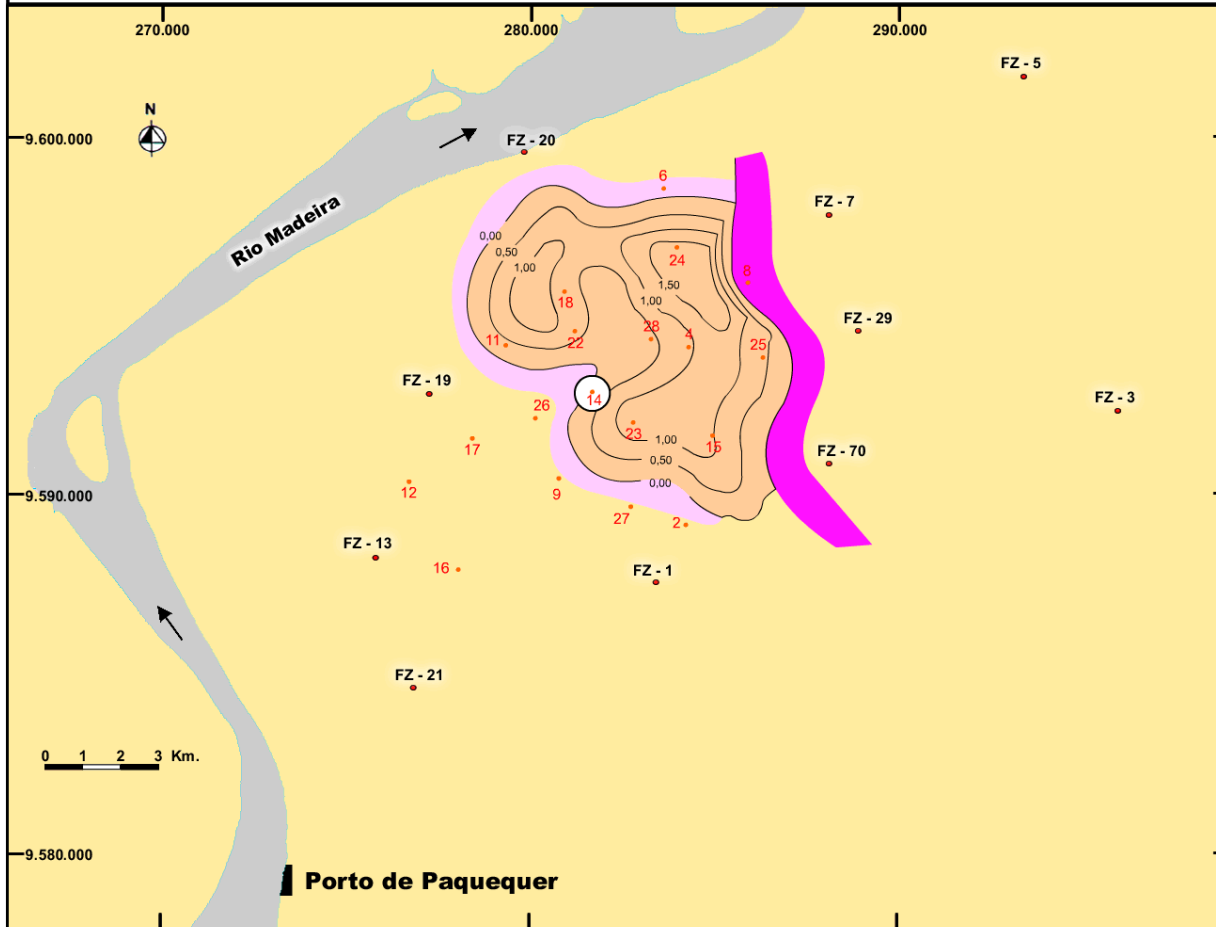 270.000 280.000 290.000
FZ - 5
N
9.600.000
FZ - 20
6
FZ - 7
Rio Madeira
0,00
0,50
24
1,00
8
1,50
18
1,00
FZ - 29
28
4
11
22
25
FZ - 19
14
FZ - 3
26
23
1,00
15
17
FZ - 70
0,50
0,00
9.590.000
12
9
27
2
FZ - 13
16
FZ - 1
FZ - 21
0 1 2 3 Km.
9.580.000
Porto de Paquequer